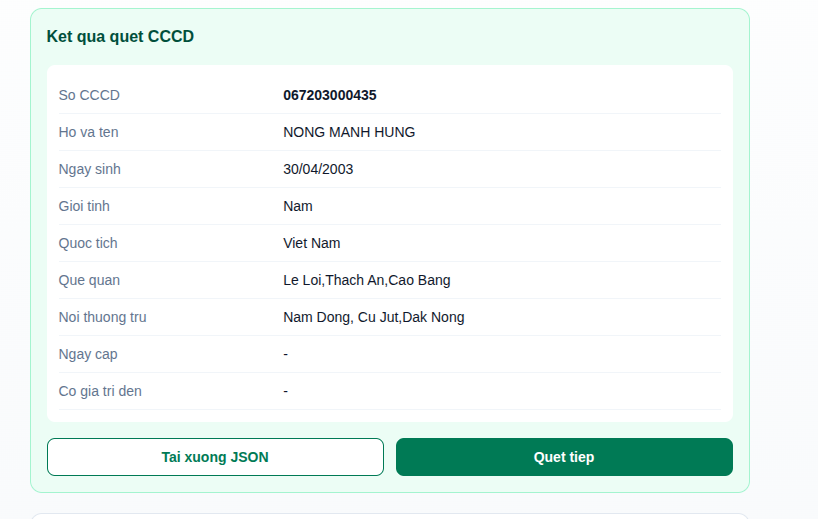 Ket qua quet CCCD
So CCCD 067203000435
Ho va ten NONG MANH HUNG
Ngay sinh 30/04/2003
Gioi tinh Nam
Quoc tich Viet Nam
Que quan Le Loi,Thach An,Cao Bang
Noi thuong tru Nam Dong, Cu Jut,Dak Nong
Ngay cap -
Co gia tri den -
Tai xuong JSON Quet tiep